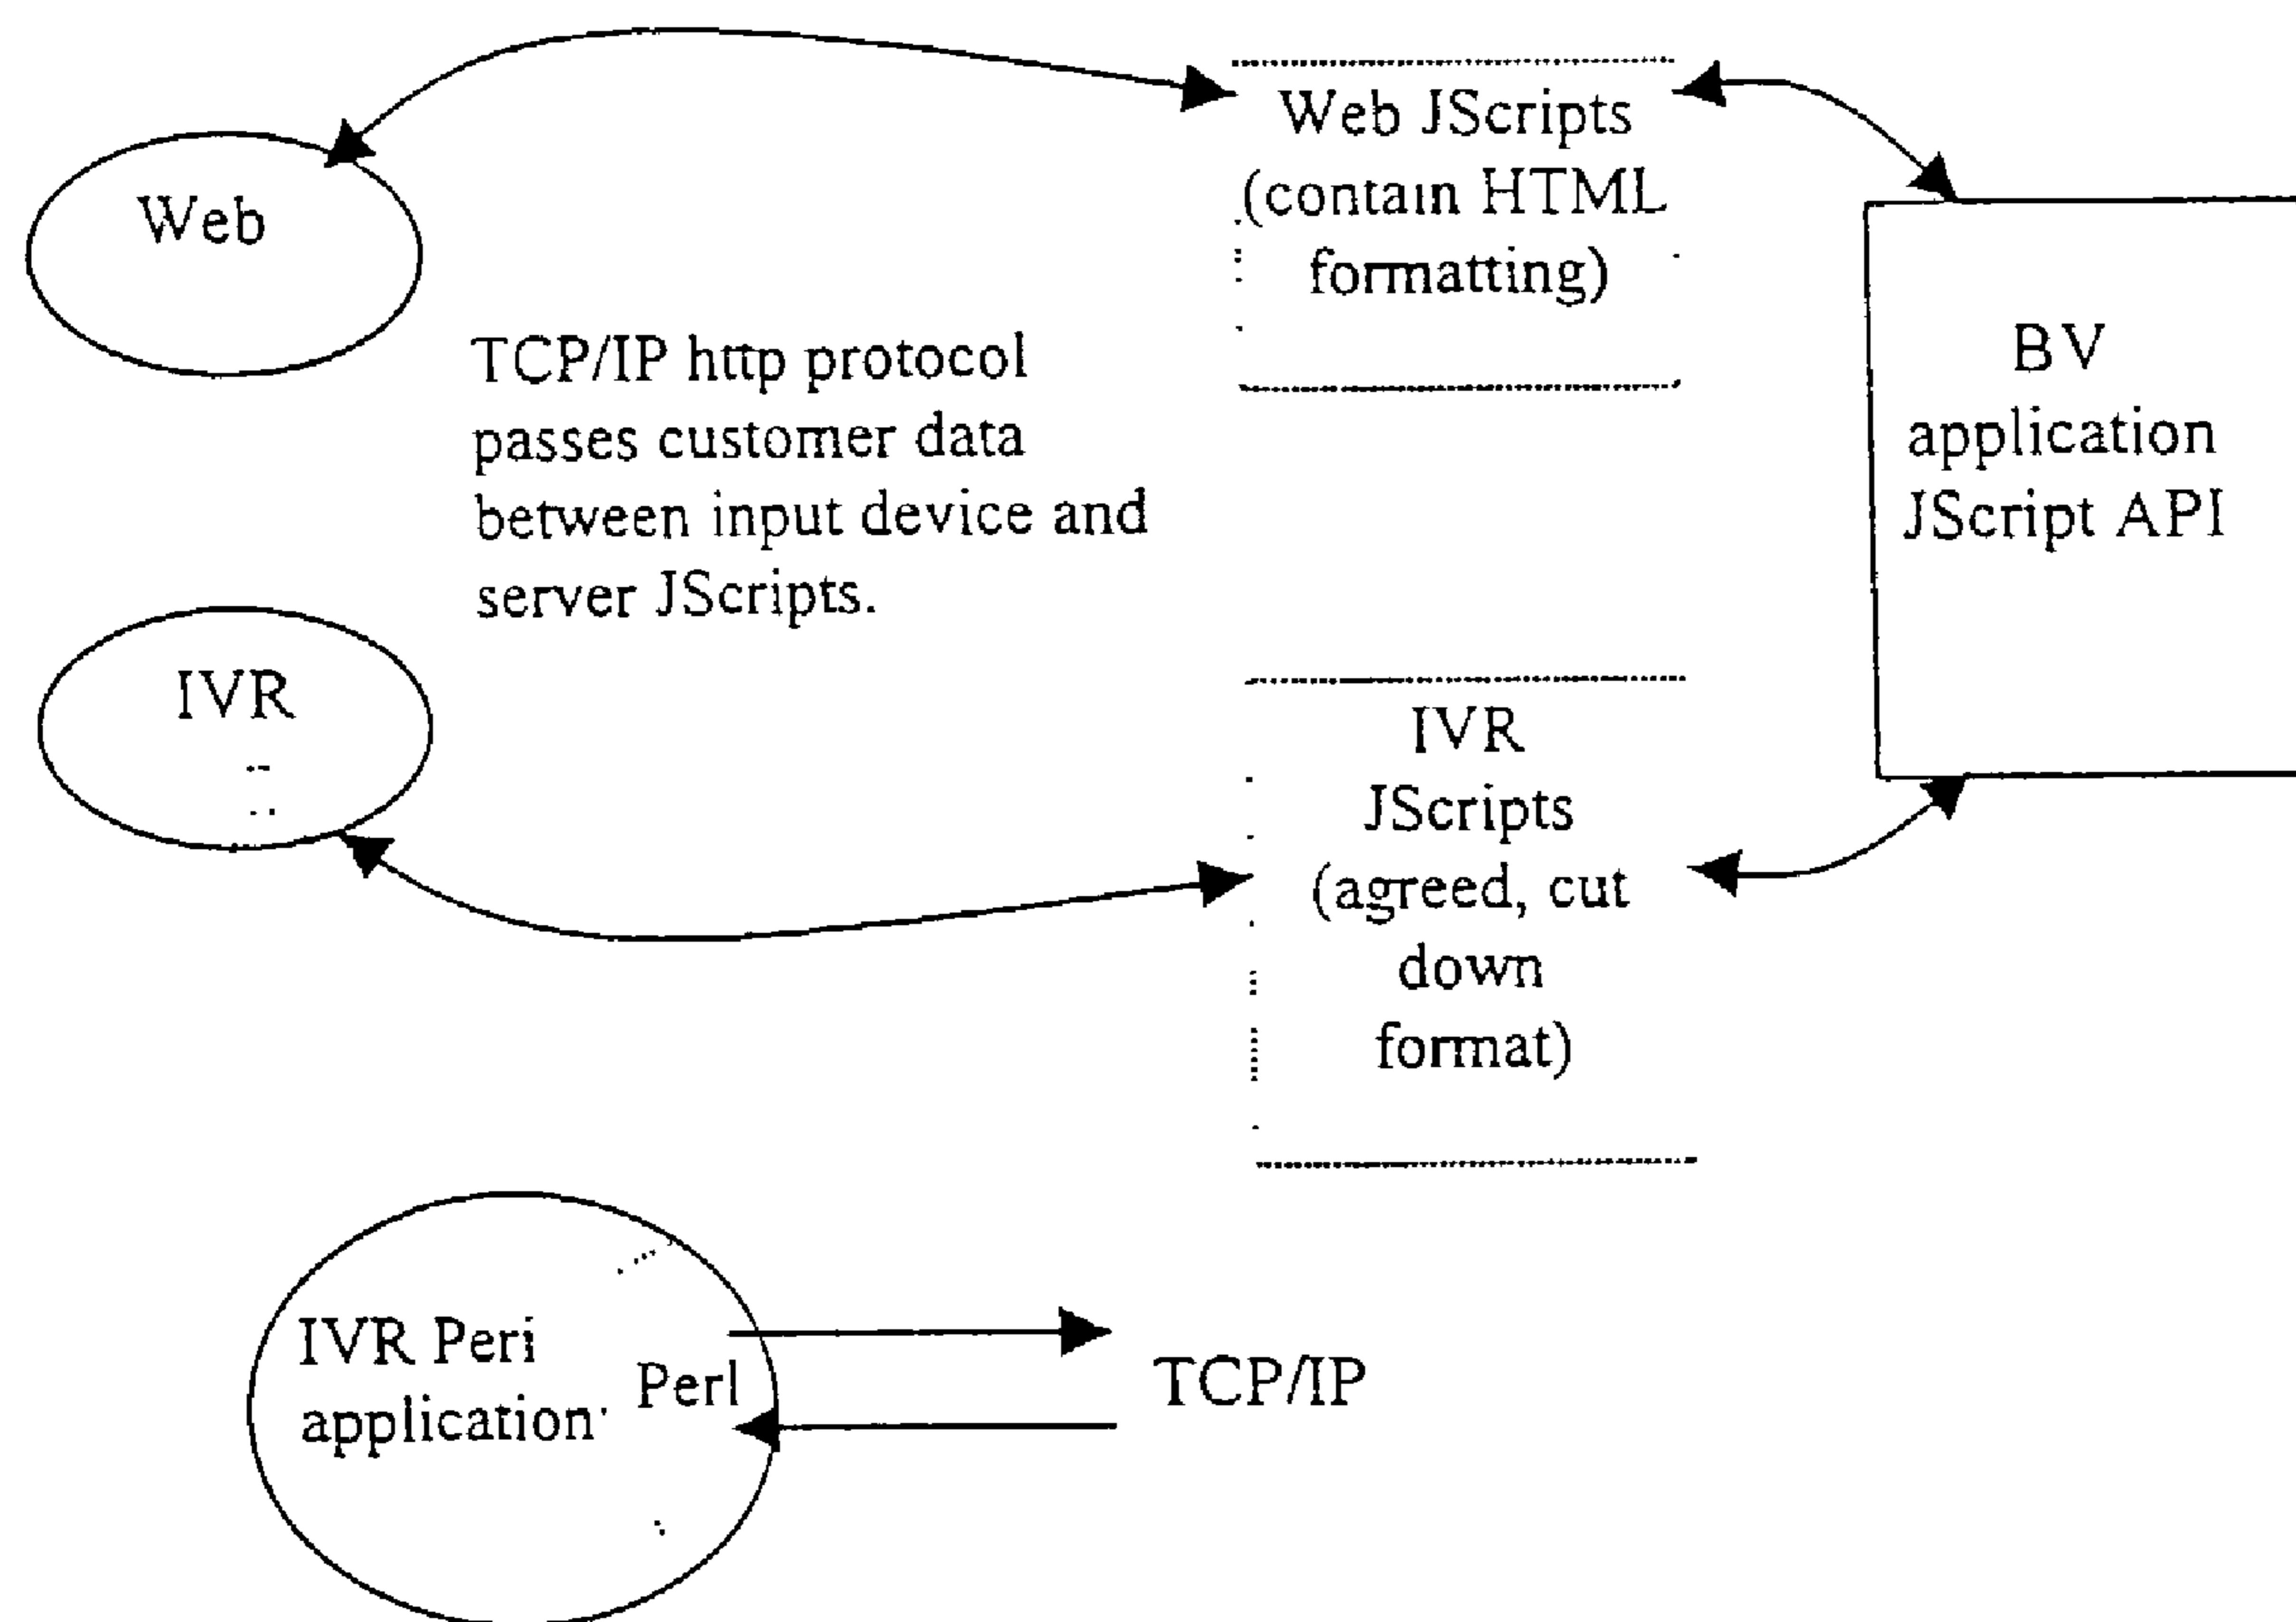 Web
Web JScripts
(contain HTML
formatting)
BV
application
JScript API
TCP/IP http protocol
passes customer data
between input device and
server JScripts.
IVR
IVR
JScripts
(agreed, cut
down
format)
IVR Peri
application
Perl
TCP/IP